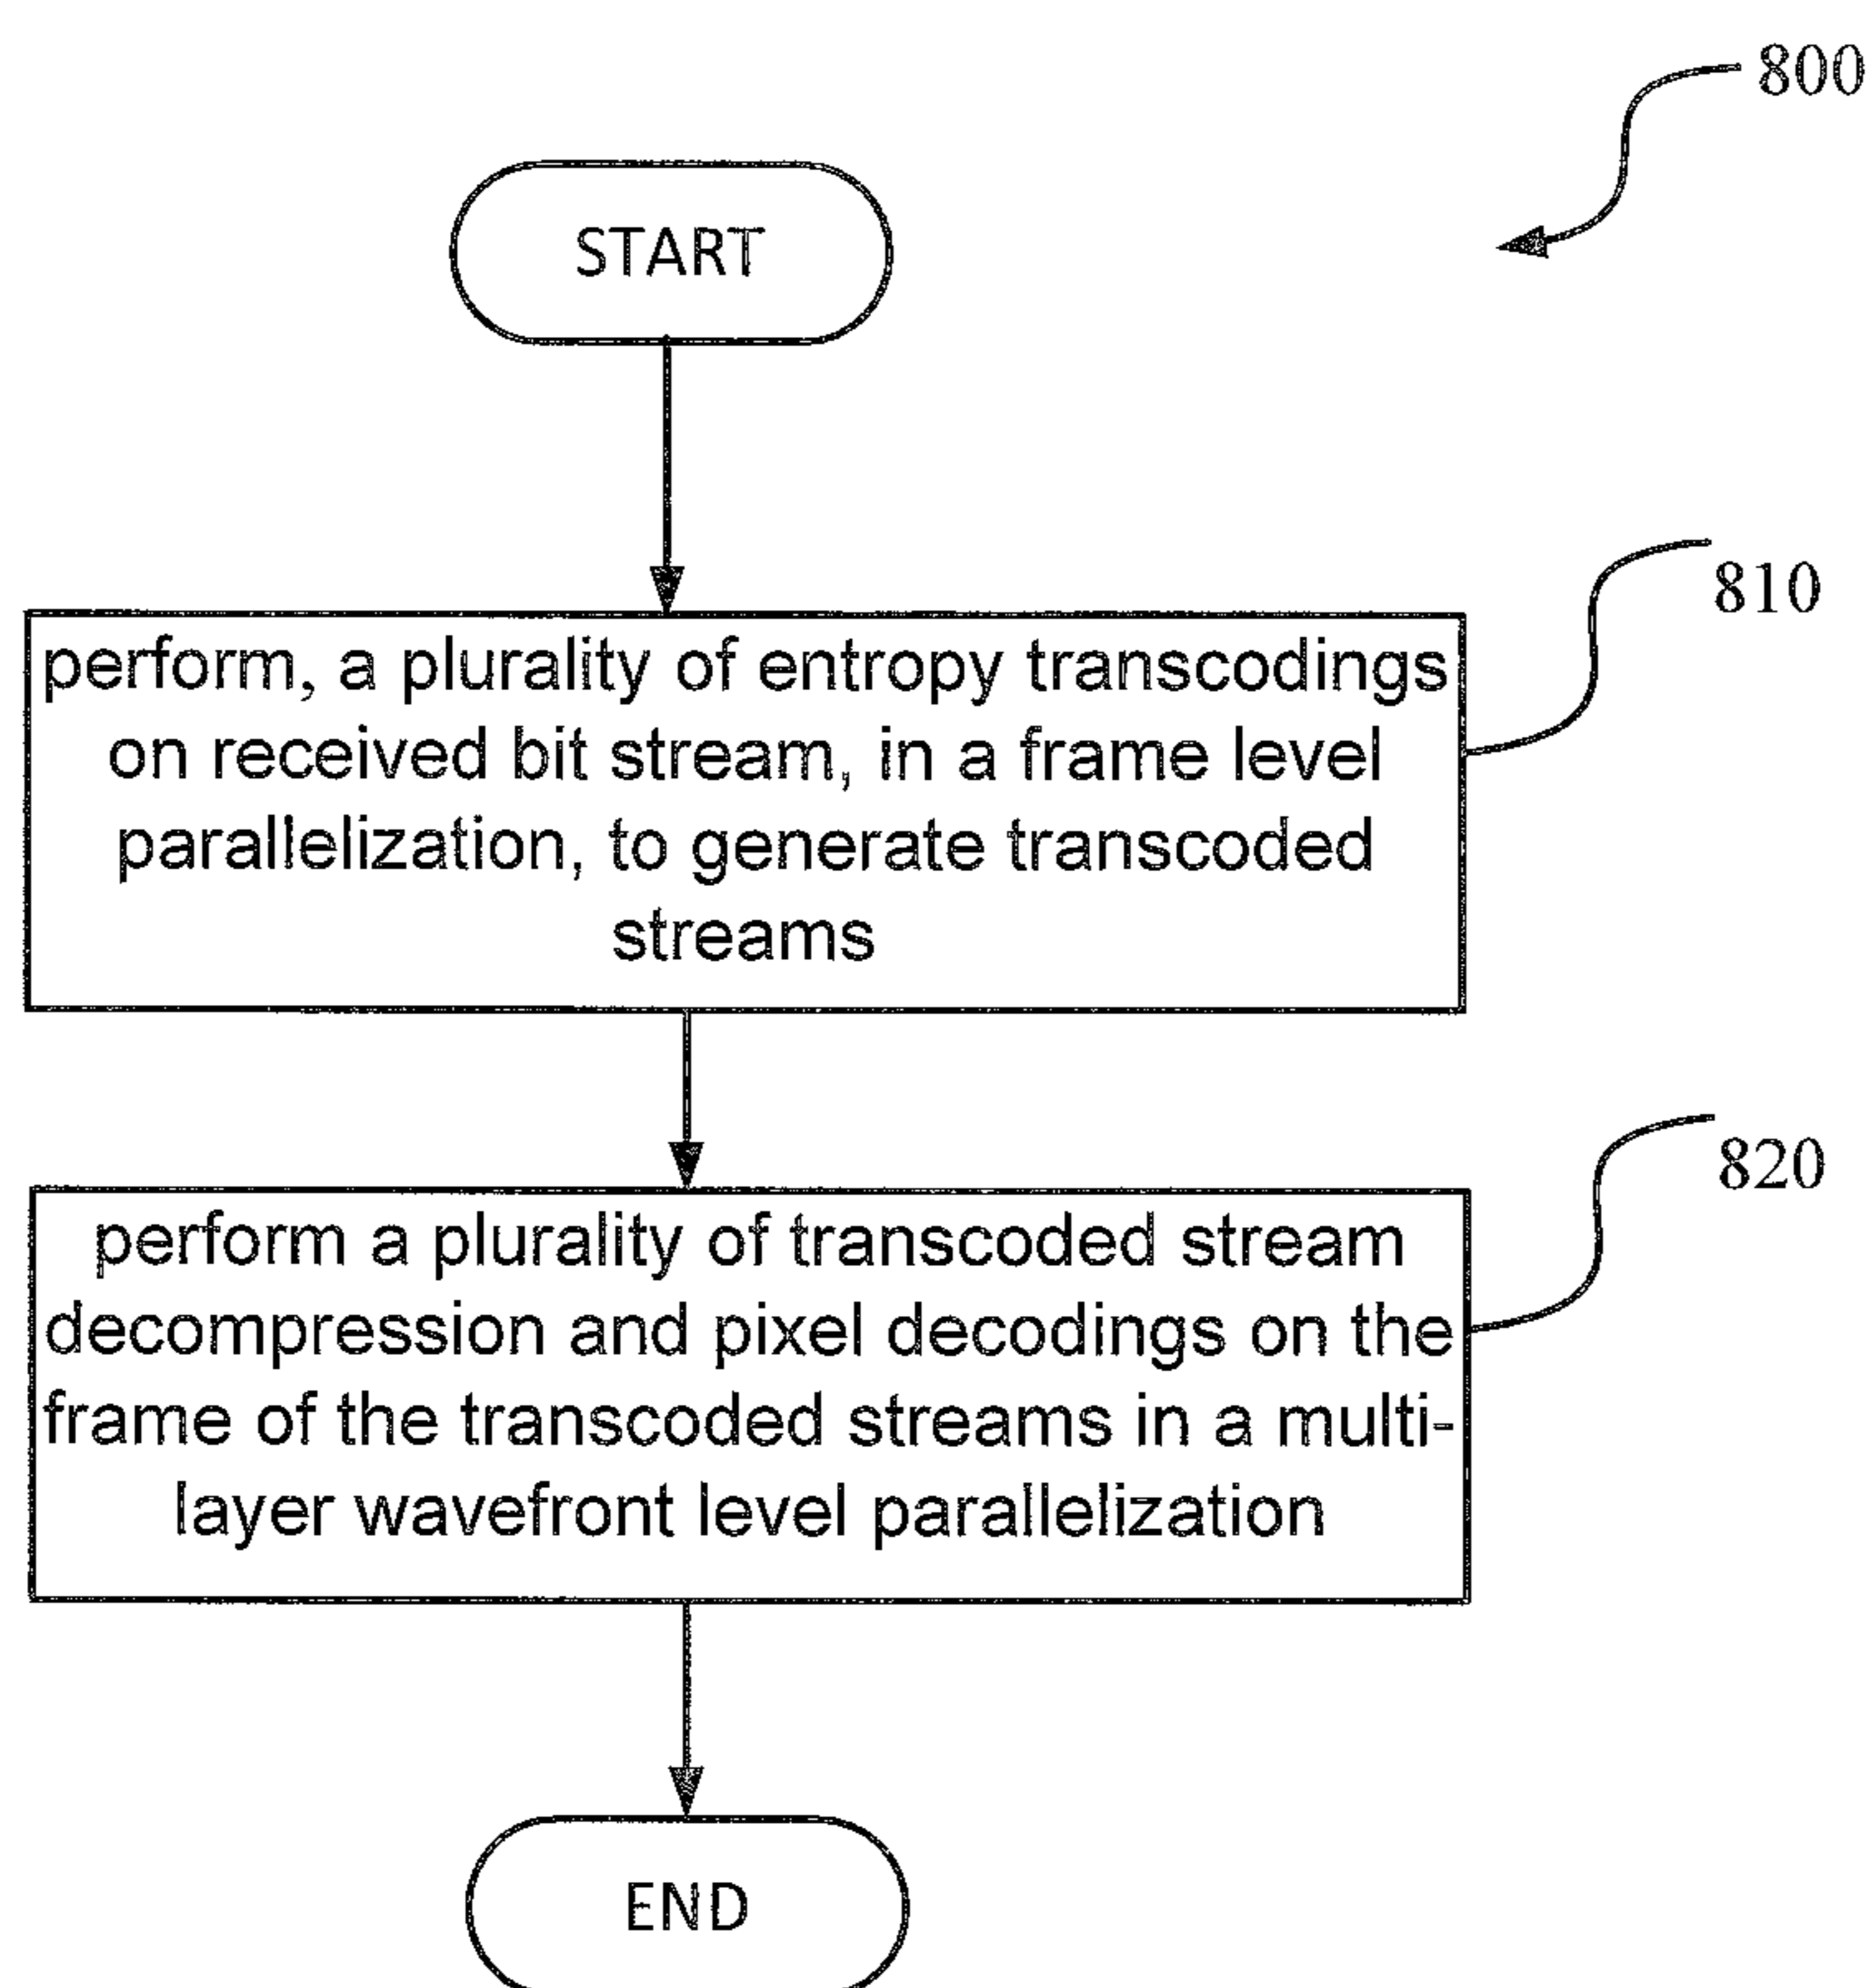 800
START
810
perform, a plurality of entropy transcodings
on received bit stream, in a frame level
parallelization, to generate transcoded
streams
820
perform a plurality of transcoded stream
decompression and pixel decodings on the
frame of the transcoded streams in a multi-
layer wavefront level parallelization
END